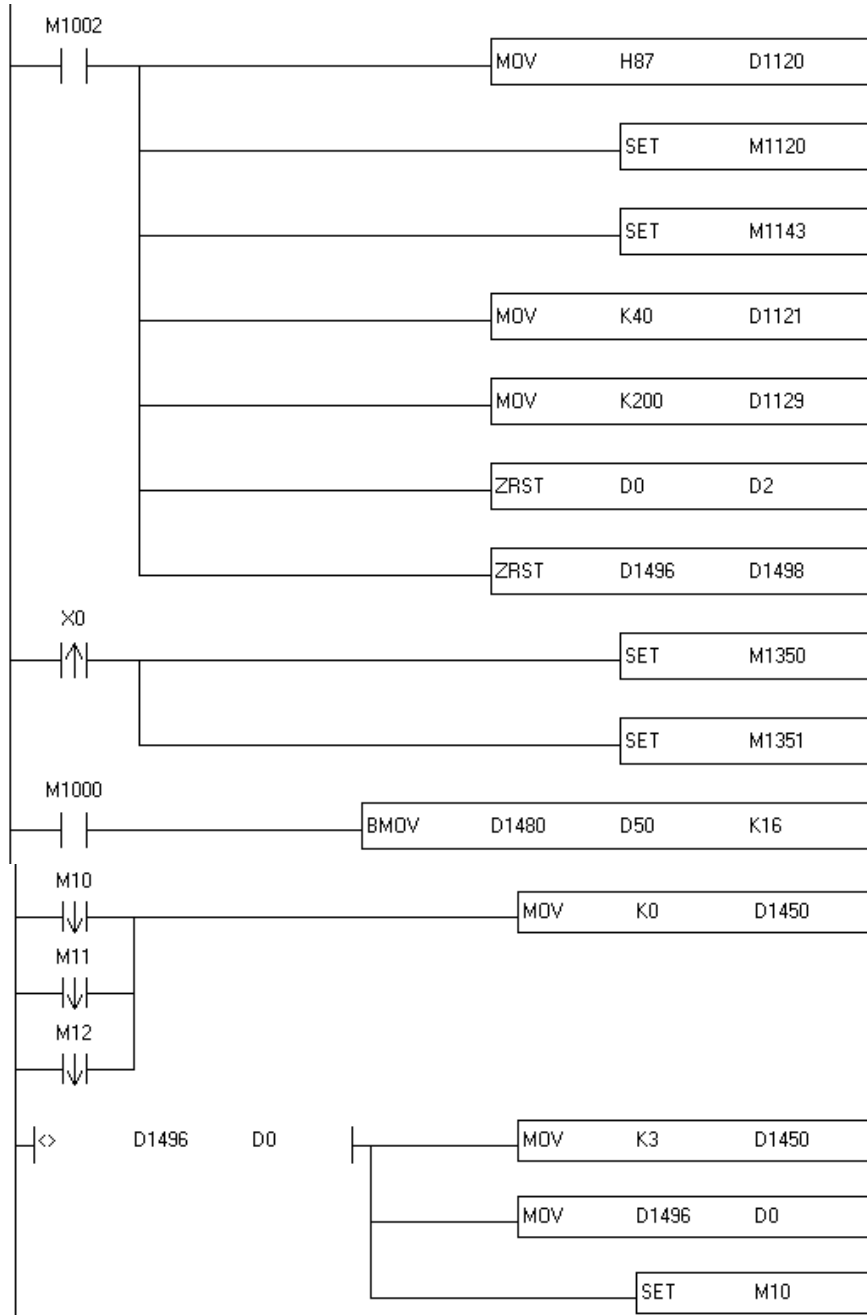 M1002
MOV H87 D1120
SET M1120
SET M1143
MOV K40 D1121
MOV K200 D1129
ZRST D0 D2
ZRST D1496 D1498
X0
SET M1350
SET M1351
M1000
BMOV D1480 D50 K16
M10
MOV K0 D1450
M11
M12
<> D1496 D0 MOV K3 D1450
MOV D1496 D0
SET M10